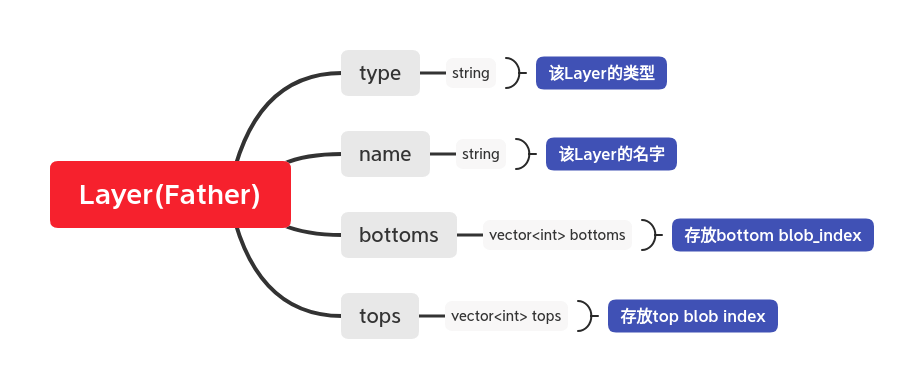 type
string
该Layer的类型
name
string
该Layer的名字
Layer(Father)
bottoms
vector<int> bottoms
存放bottom blob_index
tops
vector<int> tops
存放top blob index